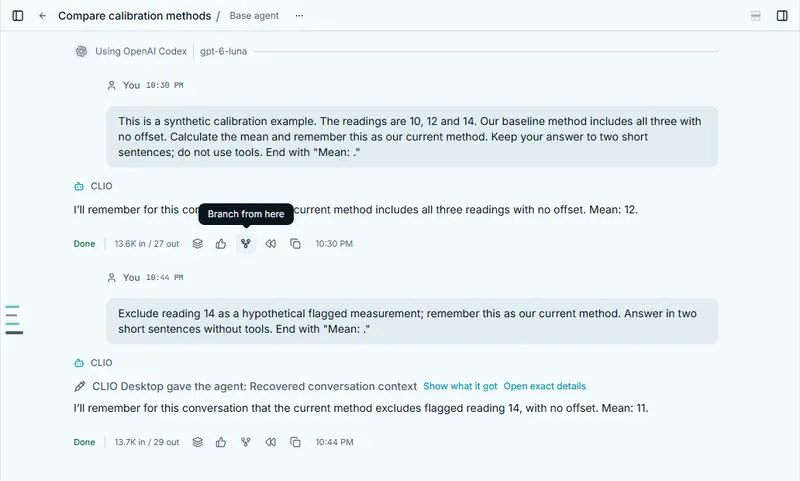 Compare calibration methods / Base agent ...
Using OpenAI Codex | gpt-6-luna
You 10:30 PM
This is a synthetic calibration example. The readings are 10, 12 and 14. Our baseline method includes all three with
no offset. Calculate the mean and remember this as our current method. Keep your answer to two short
sentences; do not use tools. End with "Mean: ."
CLIO
Branch from here
I'll remember for this con current method includes all three readings with no offset. Mean: 12.
Done 13.6K in / 27 out 10:30 PM
You 10:44 PM
Exclude reading 14 as a hypothetical flagged measurement; remember this as our current method. Answer in two
short sentences without tools. End with "Mean: ."
CLIO
CLIO Desktop gave the agent: Recovered conversation context Show what it got Open exact details
I'll remember for this conversation that the current method excludes flagged reading 14, with no offset. Mean: 11.
Done 13.7K in / 29 out 10:44 PM